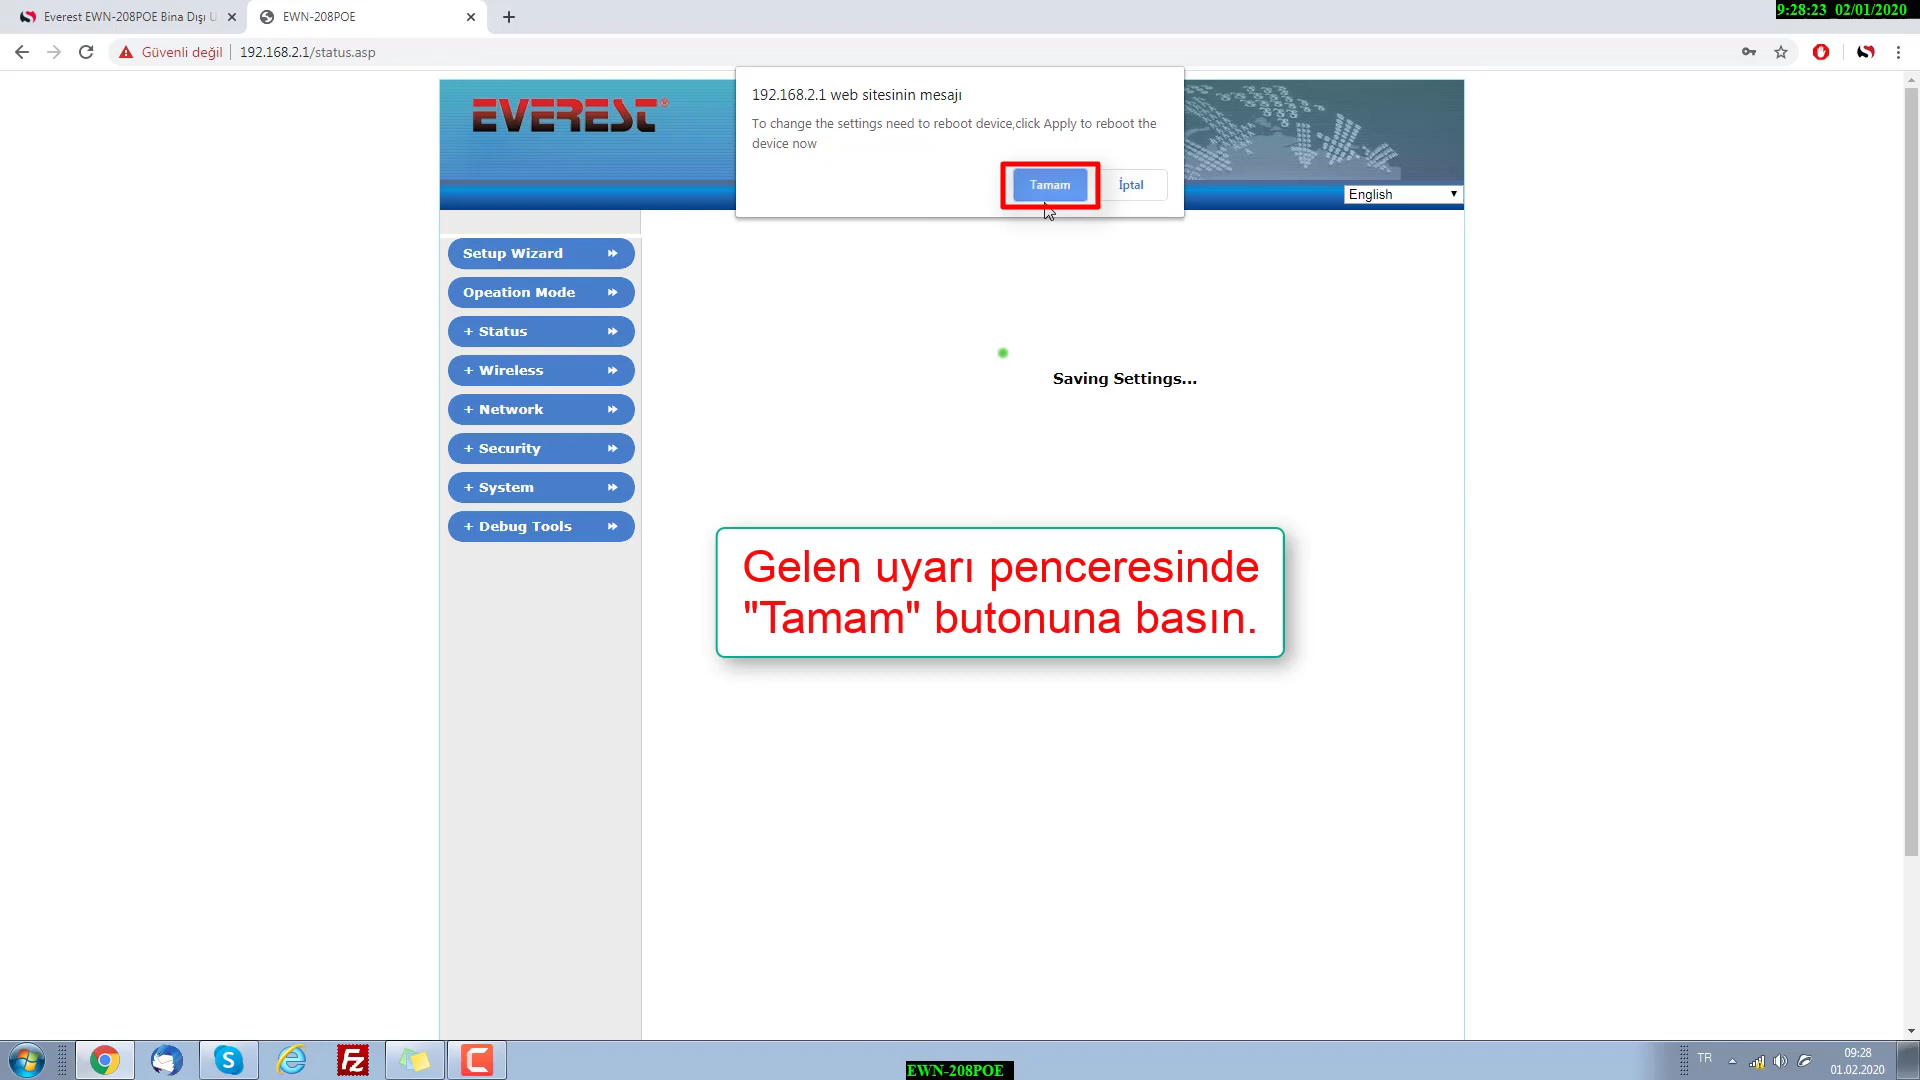 Everest EWN-208POE Bina Dışı U
EWN-208POE
9:28:23 02/01/2020
Güvenli değil
192.168.2.1/status.asp
EVEREST®
192.168.2.1 web sitesinin mesajı
To change the settings need to reboot device,click Apply to reboot the
device now
Tamam
İptal
English
Setup Wizard
Opeation Mode
+ Status
+ Wireless
+ Network
+ Security
+ System
+ Debug Tools
Saving Settings...
Gelen uyarı penceresinde
"Tamam" butonuna basın.
TR
09:28
01.02.2020
EWN-208POE